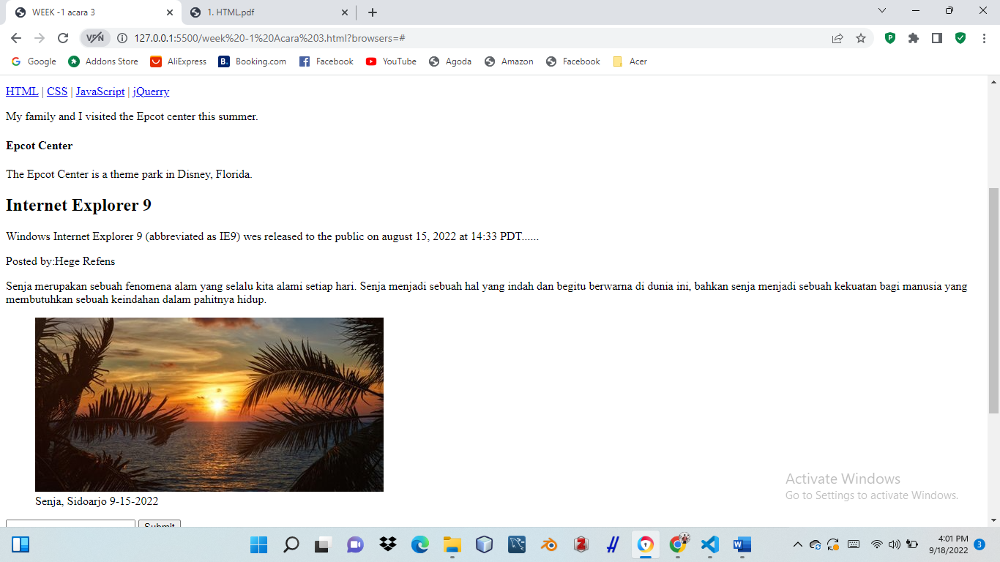 WEEK -1 acara 3
1. HTML.pdf
VPN
127.0.0.1:5500/week%20-1%20Acara%203.html?browsers=#
Google Addons Store AliExpress B. Booking.com Facebook YouTube Agoda Amazon Facebook Acer
HTML | CSS | JavaScript | jQuerry
My family and I visited the Epcot center this summer.
Epcot Center
The Epcot Center is a theme park in Disney, Florida.
Internet Explorer 9
Windows Internet Explorer 9 (abbreviated as IE9) wes released to the public on august 15, 2022 at 14:33 PDT......
Posted by:Hege Refens
Senja merupakan sebuah fenomena alam yang selalu kita alami setiap hari. Senja menjadi sebuah hal yang indah dan begitu berwarna di dunia ini, bahkan senja menjadi sebuah kekuatan bagi manusia yang
membutuhkan sebuah keindahan dalam pahitnya hidup.
Senja, Sidoarjo 9-15-2022
Submit
Activate Windows
Go to Settings to activate Windows.
4:01 PM
9/18/2022
3